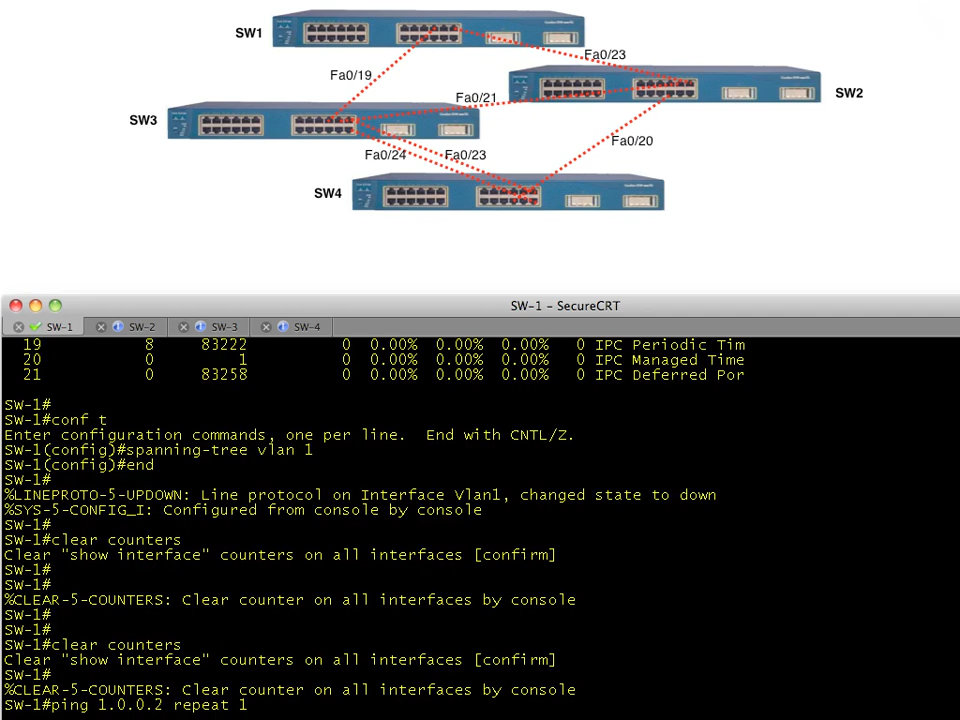 SW1
Fa0/23
Fa0/19
SW2
Fa0/21
SW3
Fa0/20
Fa0/24
Fa0/23
SW4
SW-1 – SecureCRT
SW-1
SW-2
SW-3
SW-4
19 8 83222 0 0.00% 0.00% 0.00% 0 IPC Periodic Tim
20 0 1 0 0.00% 0.00% 0.00% 0 IPC Managed Time
21 0 83258 0 0.00% 0.00% 0.00% 0 IPC Deferred Por
SW-1#
SW-1#conf t
Enter configuration commands, one per line. End with CNTL/Z.
SW-1(config)#spanning-tree vlan 1
SW-1(config)#end
SW-1#
%LINEPROTO-5-UPDOWN: Line protocol on Interface Vlan1, changed state to down
%SYS-5-CONFIG_I: Configured from console by console
SW-1#
SW-1#clear counters
Clear "show interface" counters on all interfaces [confirm]
SW-1#
SW-1#
%CLEAR-5-COUNTERS: Clear counter on all interfaces by console
SW-1#
SW-1#
SW-1#clear counters
Clear "show interface" counters on all interfaces [confirm]
SW-1#
%CLEAR-5-COUNTERS: Clear counter on all interfaces by console
SW-1#ping 1.0.0.2 repeat 1